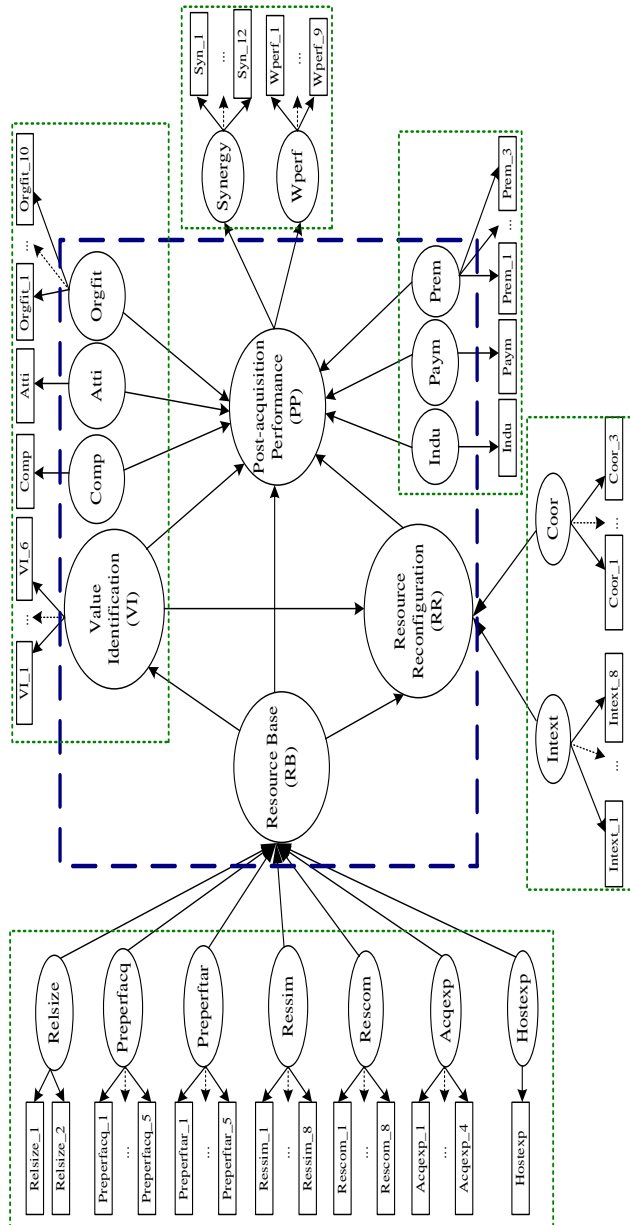 Relsize_1
Relsize_2
Preperfacq_1
...
Preperfacq_5
Preperftar_1
...
Preperftar_5
Ressim_1
...
Ressim_8
Rescom_1
...
Rescom_8
Acqexp_1
...
Acqexp_4
Hostexp
Relsize
Preperfacq
Preperftar
Ressim
Rescom
Acqexp
Hostexp
Resource Base
(RB)
VI_1
...
VI_6
Comp
Atti
Orgfit_1
...
Orgfit_10
Value
Identification
(VI)
Comp
Atti
Orgfit
Resource
Reconfiguration
(RR)
Post-acquisition
Performance
(PP)
Indu
Paym
Prem
Indu
Paym
Prem_1
...
Prem_3
Intext
Coor
Intext_1
...
Intext_8
Coor_1
...
Coor_3
Synergy
Wperf
Syn_1
...
Syn_12
Wperf_1
...
Wperf_9